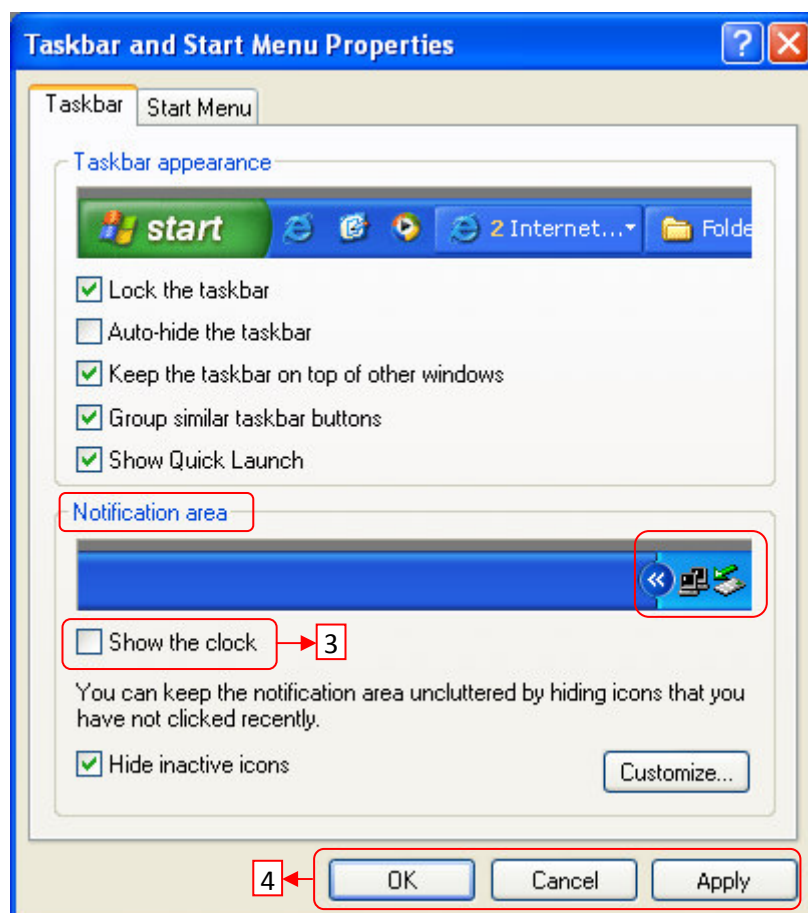 Taskbar and Start Menu Properties
Taskbar Start Menu
Taskbar appearance
start 2 Internet... Folde
Lock the taskbar
Auto-hide the taskbar
Keep the taskbar on top of other windows
Group similar taskbar buttons
Show Quick Launch
Notification area
Show the clock 3
You can keep the notification area uncluttered by hiding icons that you
have not clicked recently.
Hide inactive icons
Customize...
4 OK Cancel Apply